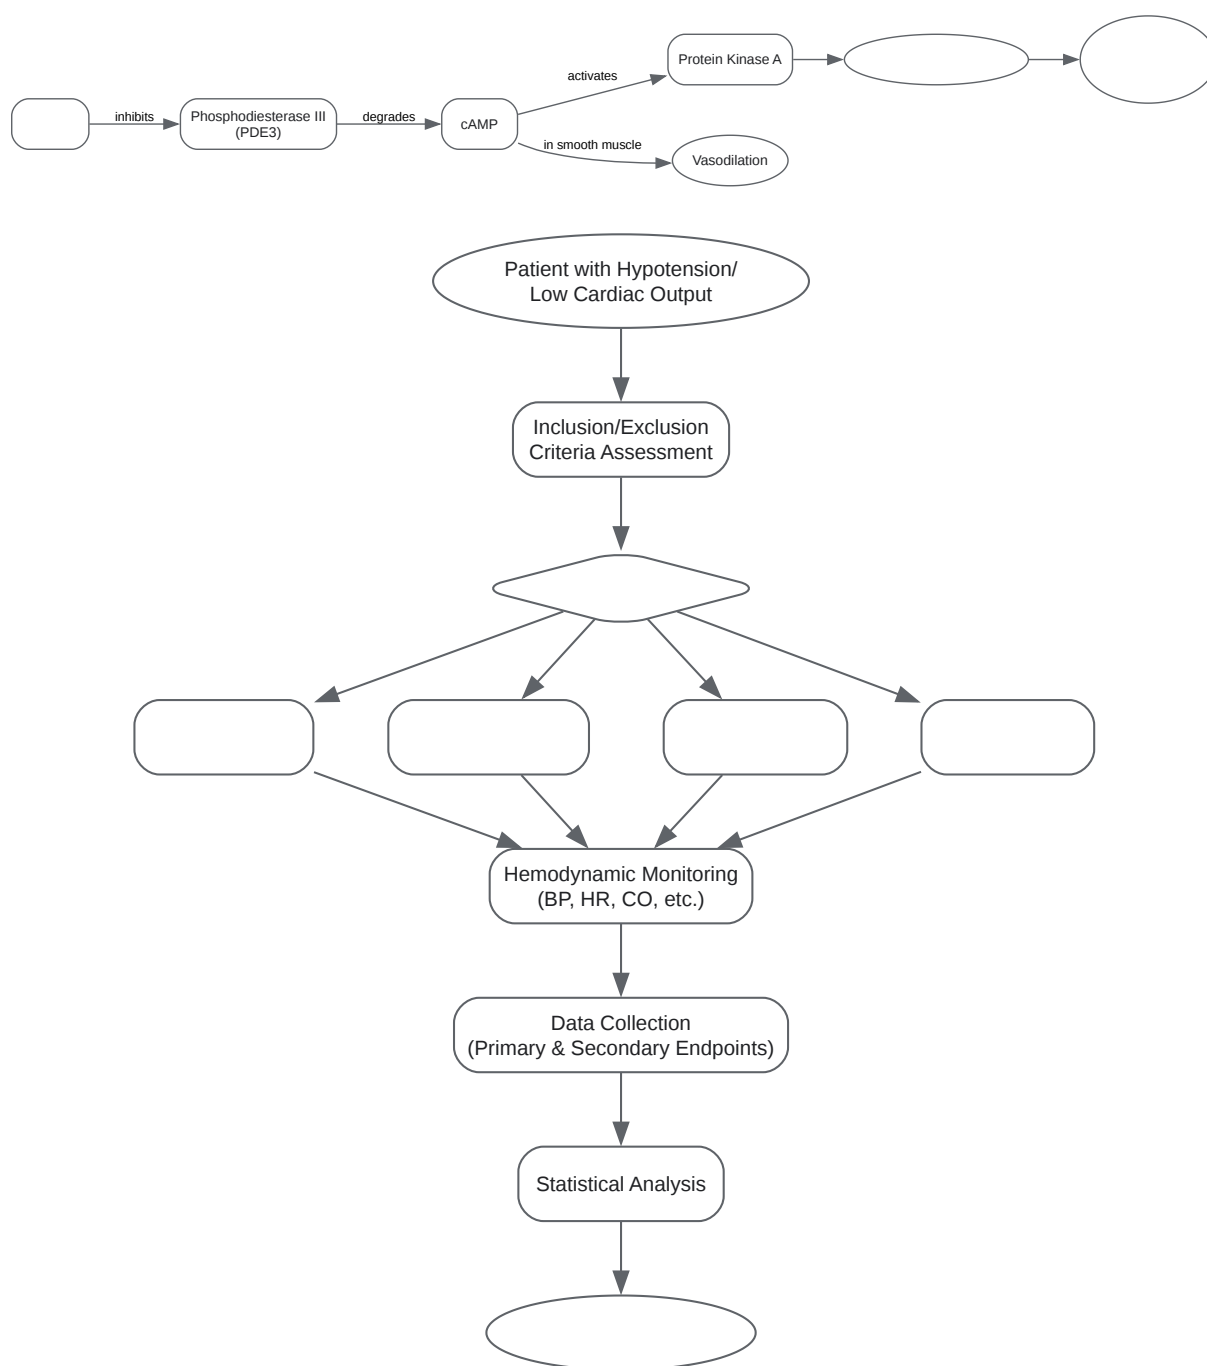 Protein Kinase A
activates
inhibits
Phosphodiesterase III
(PDE3)
degrades
cAMP
in smooth muscle
Vasodilation
Patient with Hypotension/
Low Cardiac Output
Inclusion/Exclusion
Criteria Assessment
Hemodynamic Monitoring
(BP, HR, CO, etc.)
Data Collection
(Primary & Secondary Endpoints)
Statistical Analysis